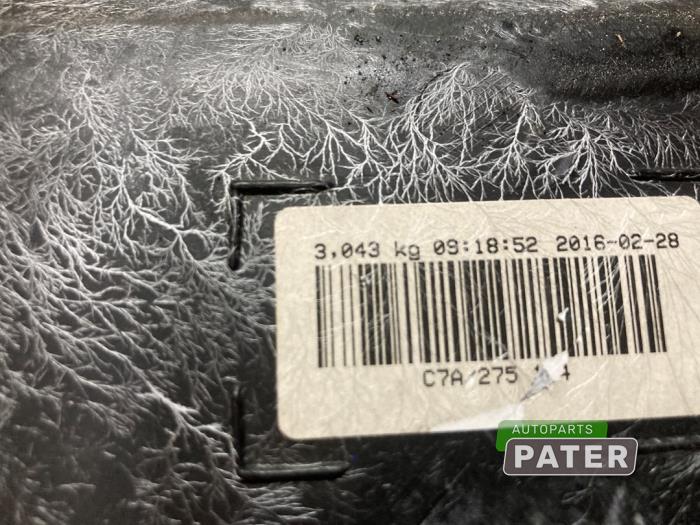 3,043 kg 09:18:52 2016-02-28
C7A/275
AUTOPARTS
PATER